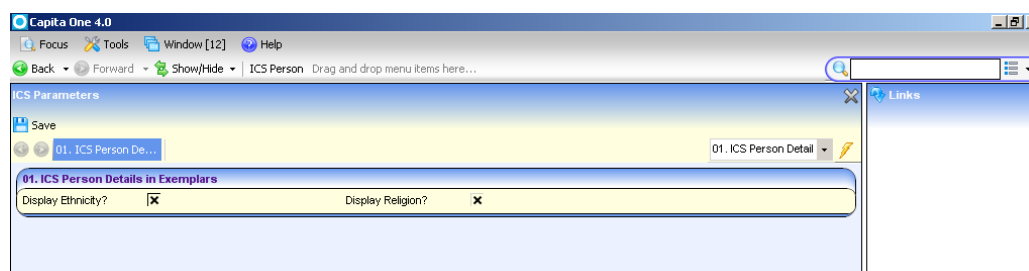 Capita One 4.0
Focus Tools Window [12] Help
Back Forward Show/Hide ICS Person Drag and drop menu items here...
ICS Parameters Links
Save
01. ICS Person De... 01. ICS Person Detail
01. ICS Person Details in Exemplars
Display Ethnicity? Display Religion?